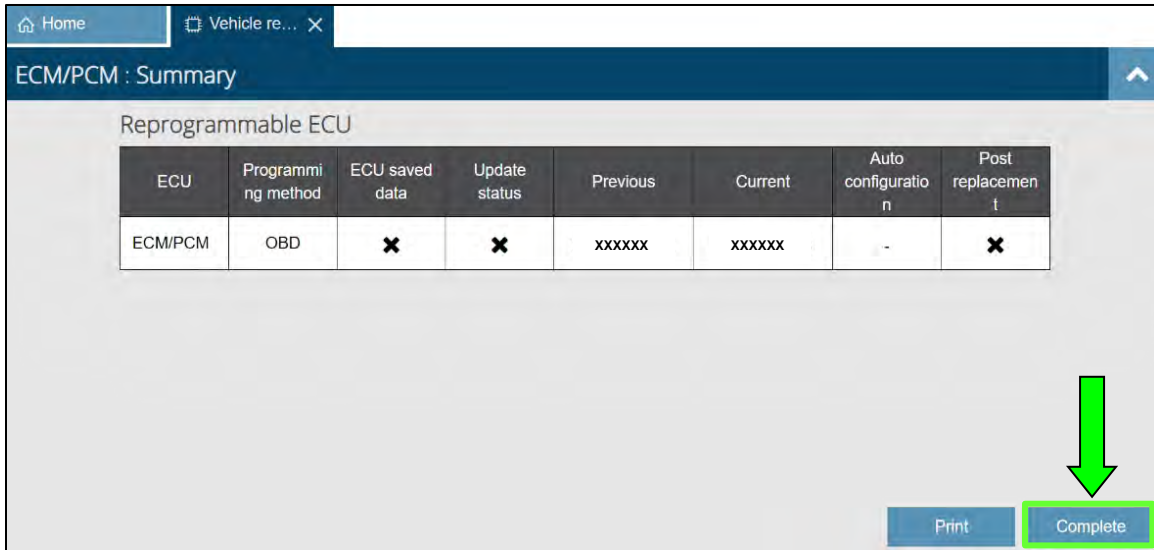 Home
Vehicle re...
ECM/PCM : Summary
Reprogrammable ECU
ECU
Programmi
ng method
ECU saved
data
Update
status
Previous
Current
Auto
configuratio
n
Post
replacemen
t
ECM/PCM
OBD
✖
✖
xxxxxx
xxxxxx
-
✖
Print
Complete